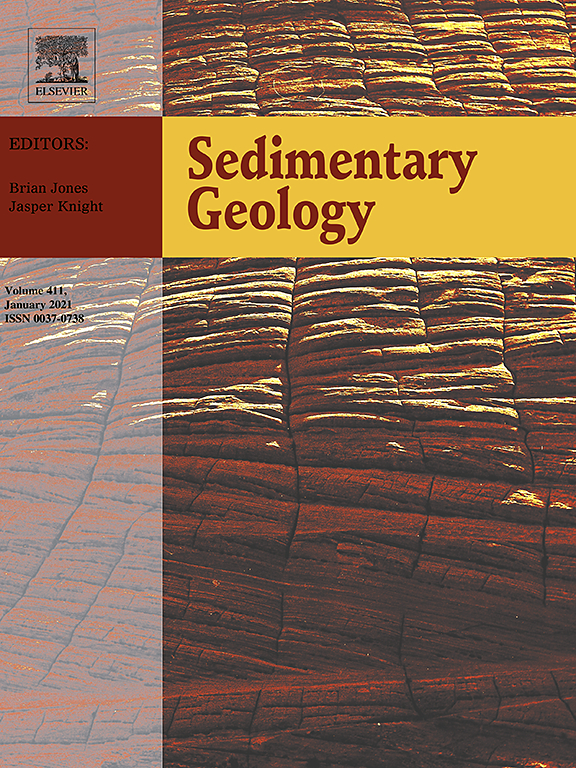 ELSEVIER
EDITORS:
Brian Jones
Jasper Knight
Sedimentary
Geology
Volume 411,
January 2021
ISSN 0037-0738